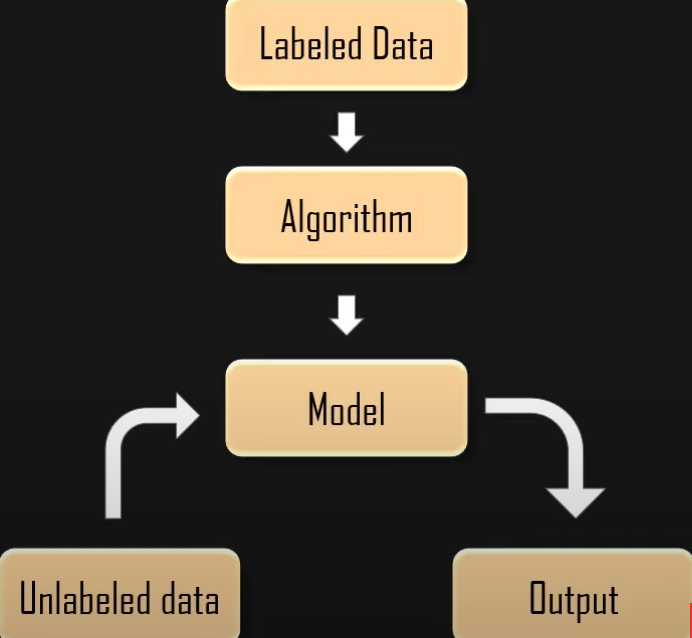 Labeled Data
Algorithm
Model
Unlabeled data
Output